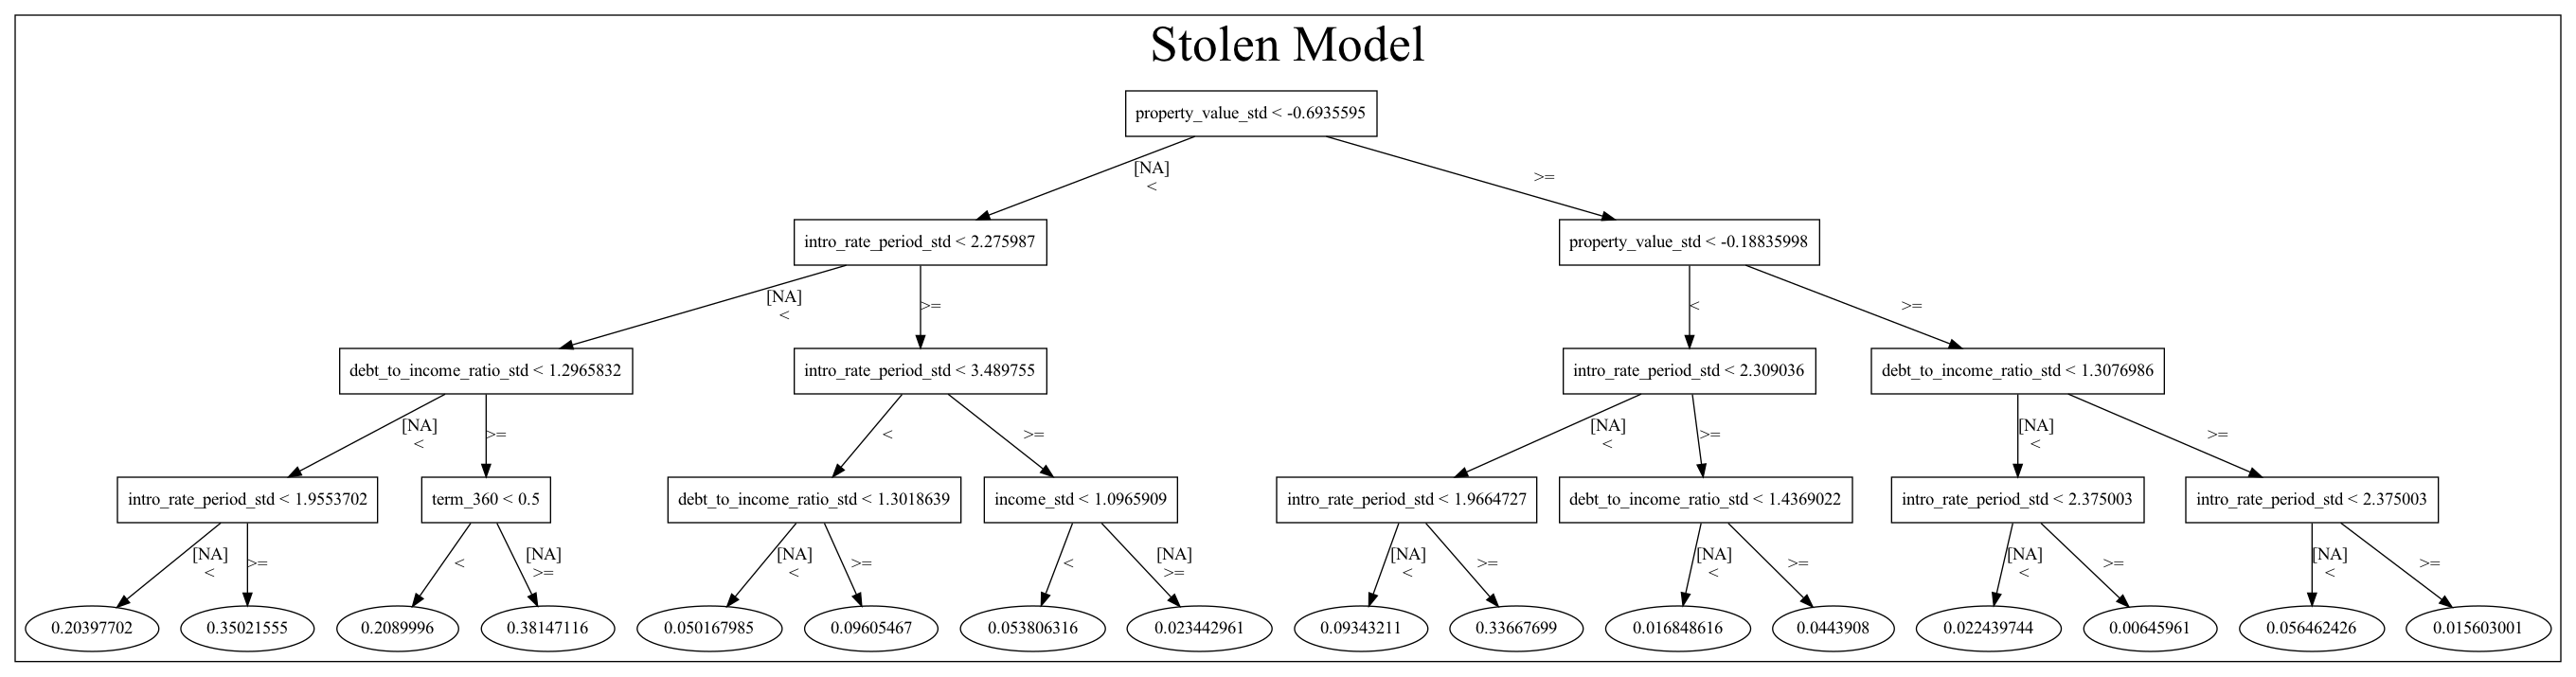 Stolen Model
property_value_std < -0.6935595
[NA]
<
>=
intro_rate_period_std < 2.275987
property_value_std < -0.18835998
[NA]
<
>=
<
>=
debt_to_income_ratio_std < 1.2965832
intro_rate_period_std < 3.489755
intro_rate_period_std < 2.309036
debt_to_income_ratio_std < 1.3076986
[NA]
<
>=
<
>=
[NA]
<
>=
[NA]
<
>=
intro_rate_period_std < 1.9553702
term_360 < 0.5
debt_to_income_ratio_std < 1.3018639
income_std < 1.0965909
intro_rate_period_std < 1.9664727
debt_to_income_ratio_std < 1.4369022
intro_rate_period_std < 2.375003
intro_rate_period_std < 2.375003
[NA]
<
>=
<
[NA]
>=
[NA]
<
>=
<
[NA]
>=
[NA]
<
>=
[NA]
<
>=
[NA]
<
>=
[NA]
<
>=
0.20397702
0.35021555
0.2089996
0.38147116
0.050167985
0.09605467
0.053806316
0.023442961
0.09343211
0.33667699
0.016848616
0.0443908
0.022439744
0.00645961
0.056462426
0.015603001